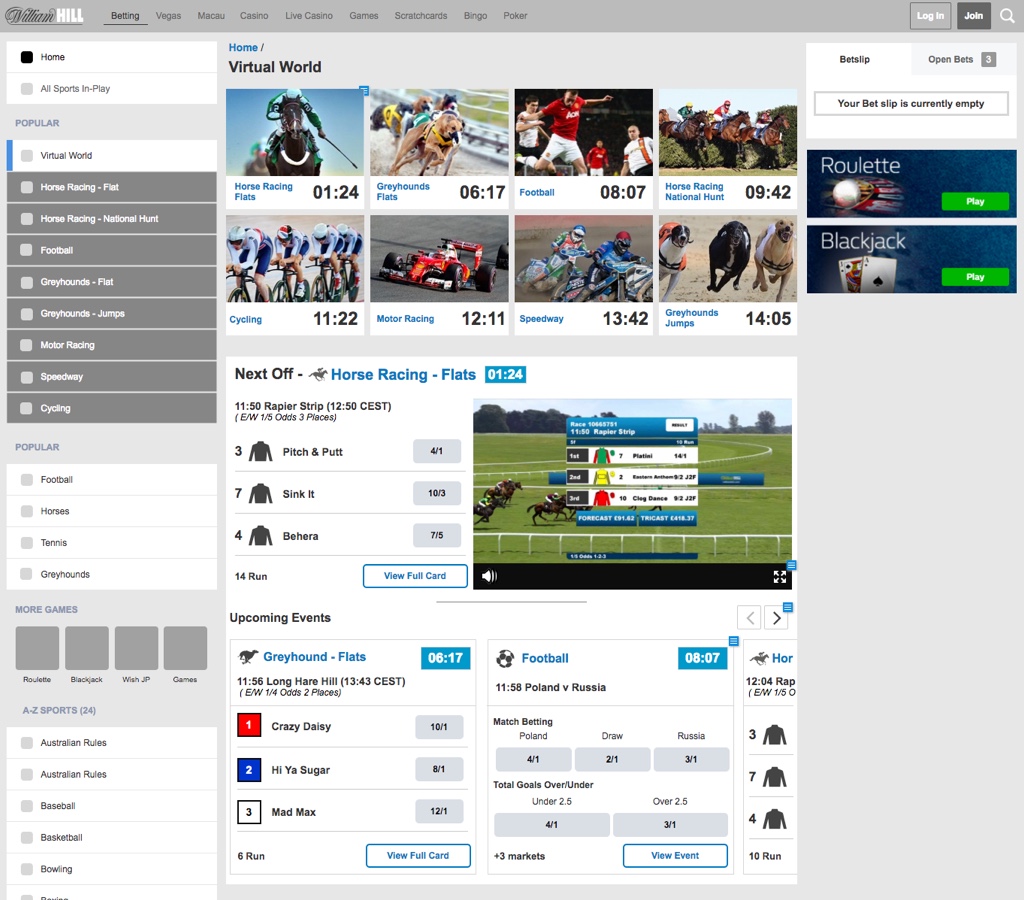 William HILL
Betting Vegas Macau Casino Live Casino Games Scratchcards Bingo Poker
Log In Join
Home
All Sports In-Play
POPULAR
Virtual World
Horse Racing - Flat
Horse Racing - National Hunt
Football
Greyhounds - Flat
Greyhounds - Jumps
Motor Racing
Speedway
Cycling
POPULAR
Football
Horses
Tennis
Greyhounds
MORE GAMES
Roulette Blackjack Wish JP Games
A-Z SPORTS (24)
Australian Rules
Australian Rules
Baseball
Basketball
Bowling
Home /
Virtual World
Horse Racing Flats 01:24
Greyhounds Flats 06:17
Football 08:07
Horse Racing National Hunt 09:42
Cycling 11:22
Motor Racing 12:11
Speedway 13:42
Greyhounds Jumps 14:05
Next Off - Horse Racing - Flats 01:24
11:50 Rapier Strip (12:50 CEST)
( E/W 1/5 Odds 3 Places)
3 Pitch & Putt 4/1
7 Sink It 10/3
4 Behera 7/5
14 Run View Full Card
Race 10665751
11:50 Rapier Strip
RESULT
5f 10 Run
1st 7 Platini 14/1
2nd 2 Eastern Anthem 9/2 J2F
3rd 10 Clog Dance 9/2 J2F
FORECAST £91.62 TRICAST £418.37
1/5 Odds 1-2-3
Upcoming Events
Greyhound - Flats 06:17
11:56 Long Hare Hill (13:43 CEST)
( E/W 1/4 Odds 2 Places)
1 Crazy Daisy 10/1
2 Hi Ya Sugar 8/1
3 Mad Max 12/1
6 Run View Full Card
Football 08:07
11:58 Poland v Russia
Match Betting
Poland Draw Russia
4/1 2/1 3/1
Total Goals Over/Under
Under 2.5 Over 2.5
4/1 3/1
+3 markets View Event
Hor
12:04 Rap
( E/W 1/5 O
3
7
4
10 Run
Betslip Open Bets 3
Your Bet slip is currently empty
Roulette
Play
Blackjack
Play